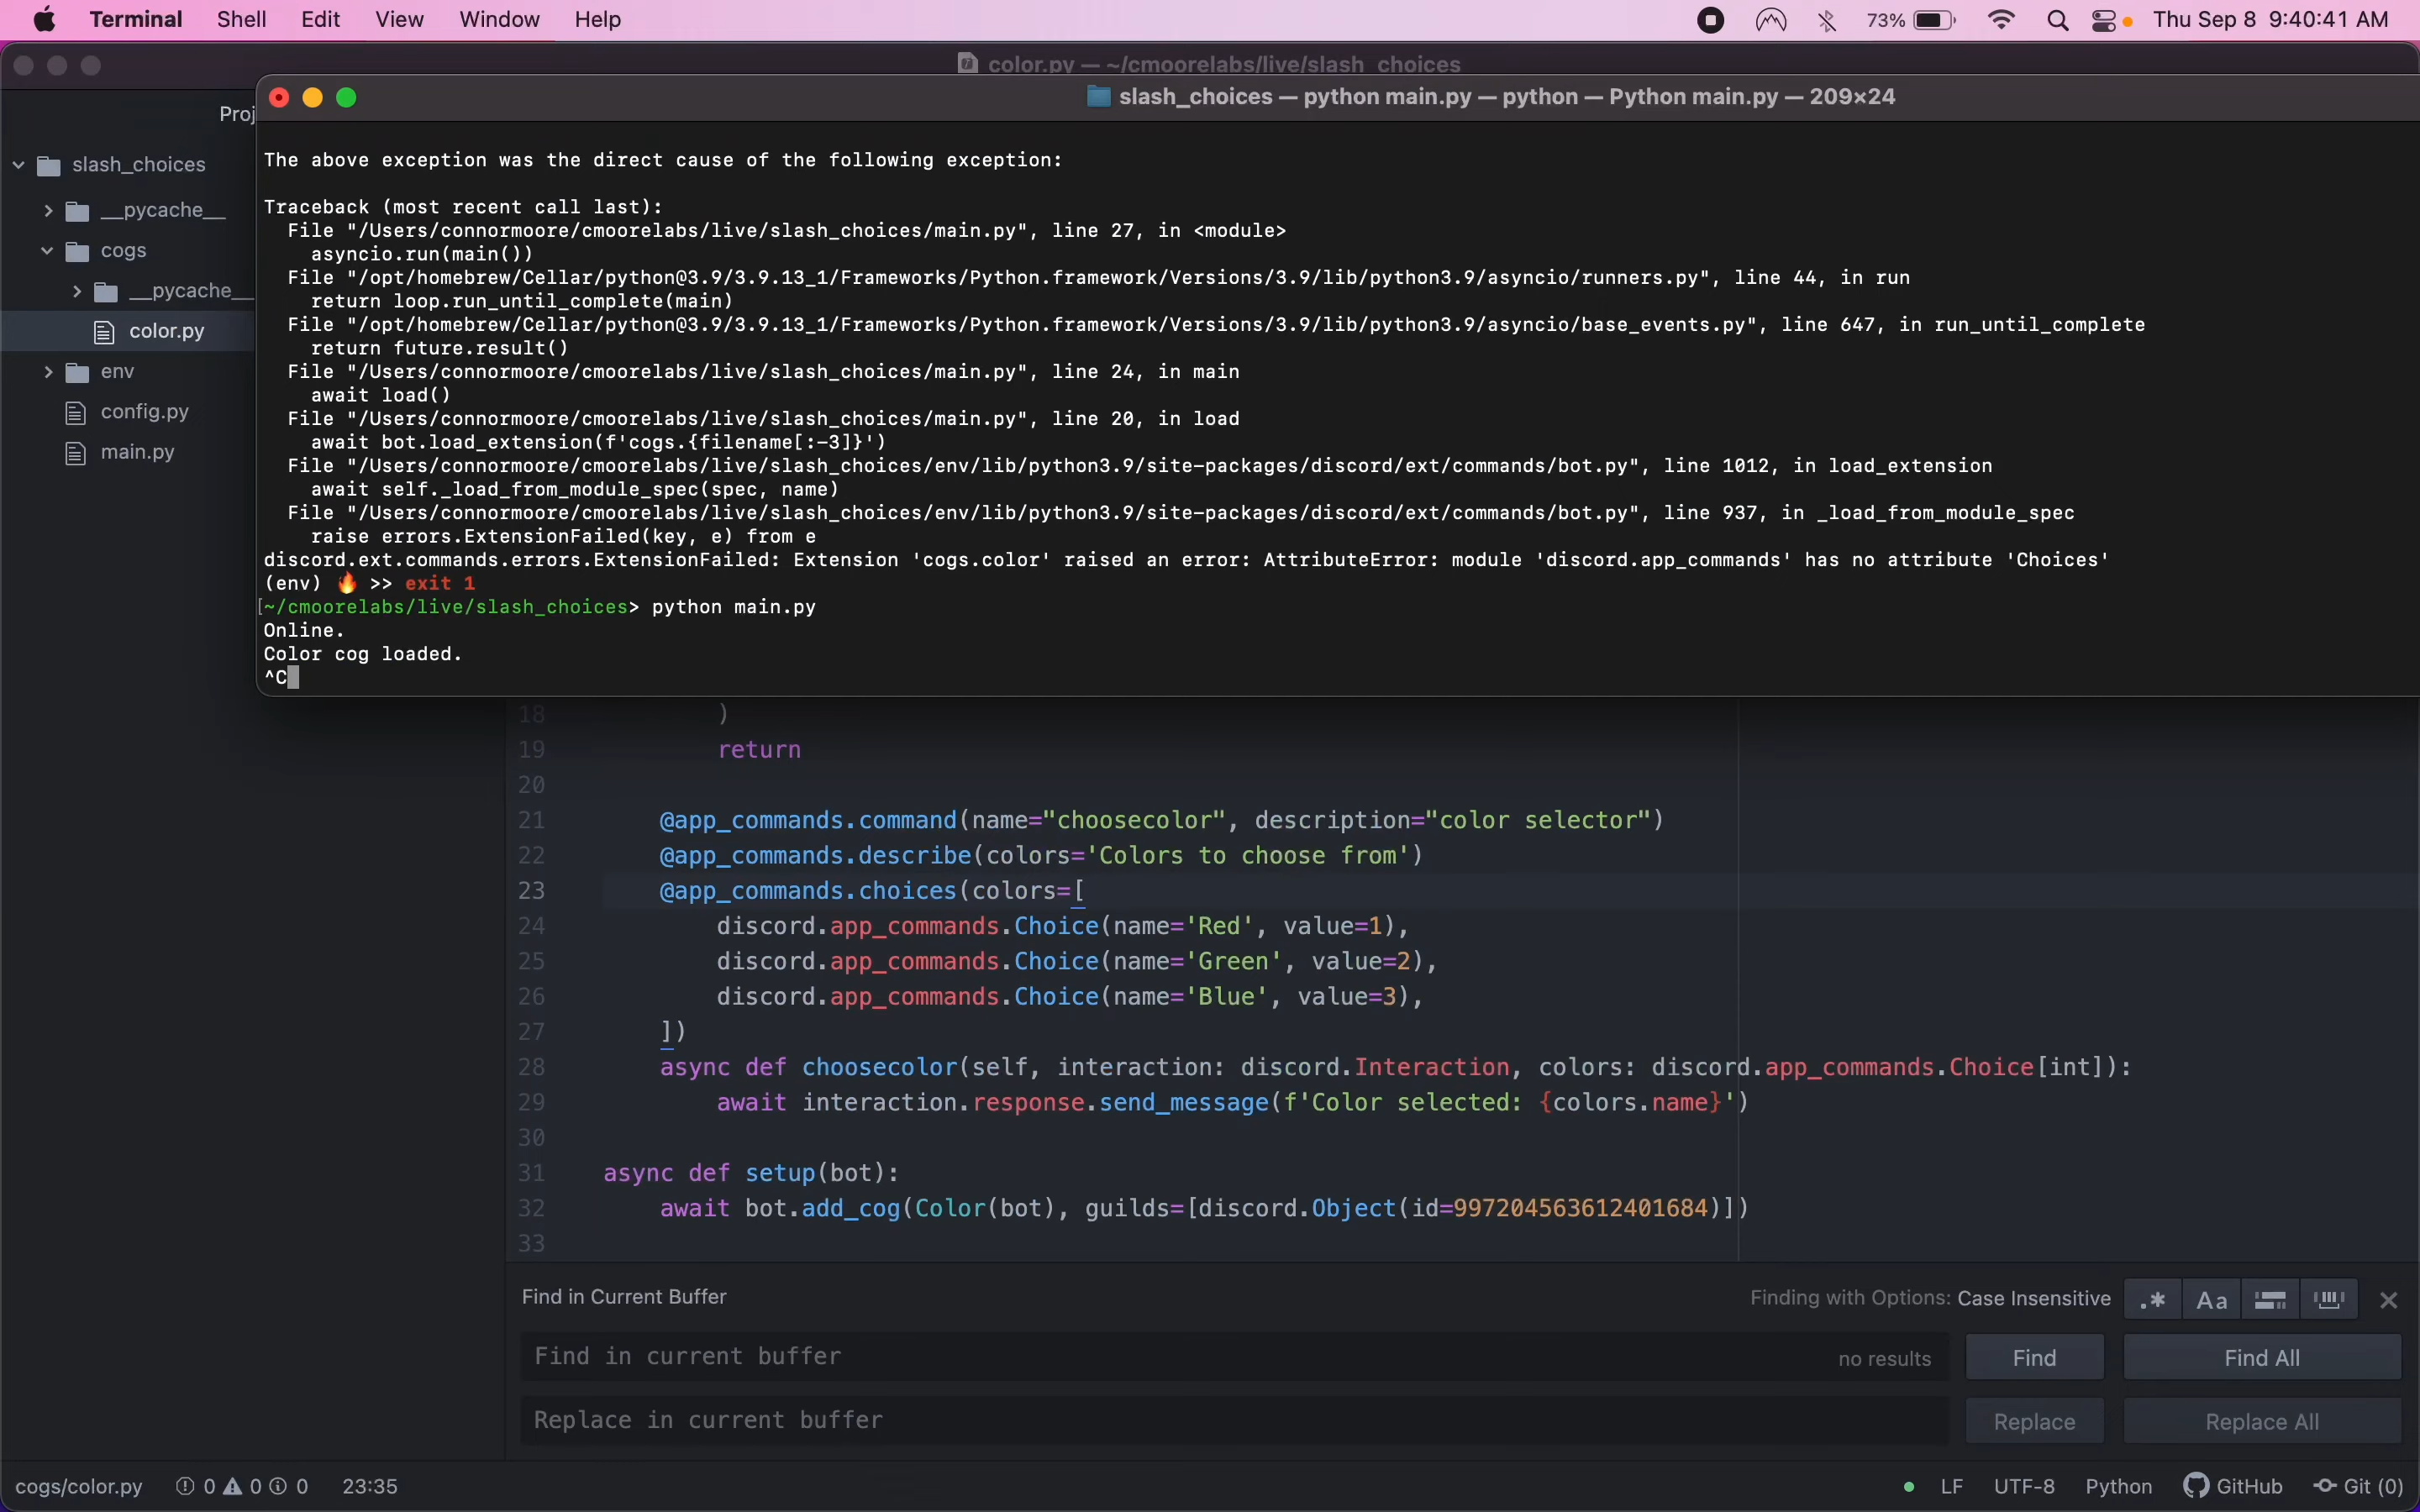 Terminal Shell Edit View Window Help 73% Thu Sep 8 9:40:41 AM
color.py — ~/cmoorelabs/live/slash_choices
slash_choices — python main.py — python — Python main.py — 209×24
Proj
slash_choices
__pycache__
cogs
__pycache__
color.py
env
config.py
main.py
The above exception was the direct cause of the following exception:
Traceback (most recent call last):
File "/Users/connormoore/cmoorelabs/live/slash_choices/main.py", line 27, in <module>
asyncio.run(main())
File "/opt/homebrew/Cellar/python@3.9/3.9.13_1/Frameworks/Python.framework/Versions/3.9/lib/python3.9/asyncio/runners.py", line 44, in run
return loop.run_until_complete(main)
File "/opt/homebrew/Cellar/python@3.9/3.9.13_1/Frameworks/Python.framework/Versions/3.9/lib/python3.9/asyncio/base_events.py", line 647, in run_until_complete
return future.result()
File "/Users/connormoore/cmoorelabs/live/slash_choices/main.py", line 24, in main
await load()
File "/Users/connormoore/cmoorelabs/live/slash_choices/main.py", line 20, in load
await bot.load_extension(f'cogs.{filename[:-3]}')
File "/Users/connormoore/cmoorelabs/live/slash_choices/env/lib/python3.9/site-packages/discord/ext/commands/bot.py", line 1012, in load_extension
await self._load_from_module_spec(spec, name)
File "/Users/connormoore/cmoorelabs/live/slash_choices/env/lib/python3.9/site-packages/discord/ext/commands/bot.py", line 937, in _load_from_module_spec
raise errors.ExtensionFailed(key, e) from e
discord.ext.commands.errors.ExtensionFailed: Extension 'cogs.color' raised an error: AttributeError: module 'discord.app_commands' has no attribute 'Choices'
(env) 🔥 >> exit 1
[~/cmoorelabs/live/slash_choices> python main.py
Online.
Color cog loaded.
^C
18 )
19 return
20
21 @app_commands.command(name="choosecolor", description="color selector")
22 @app_commands.describe(colors='Colors to choose from')
23 @app_commands.choices(colors=[
24 discord.app_commands.Choice(name='Red', value=1),
25 discord.app_commands.Choice(name='Green', value=2),
26 discord.app_commands.Choice(name='Blue', value=3),
27 ])
28 async def choosecolor(self, interaction: discord.Interaction, colors: discord.app_commands.Choice[int]):
29 await interaction.response.send_message(f'Color selected: {colors.name}')
30
31 async def setup(bot):
32 await bot.add_cog(Color(bot), guilds=[discord.Object(id=997204563612401684)])
33
Find in Current Buffer Finding with Options: Case Insensitive .* Aa
Find in current buffer no results Find Find All
Replace in current buffer Replace Replace All
cogs/color.py 0 0 0 23:35 LF UTF-8 Python GitHub Git (0)